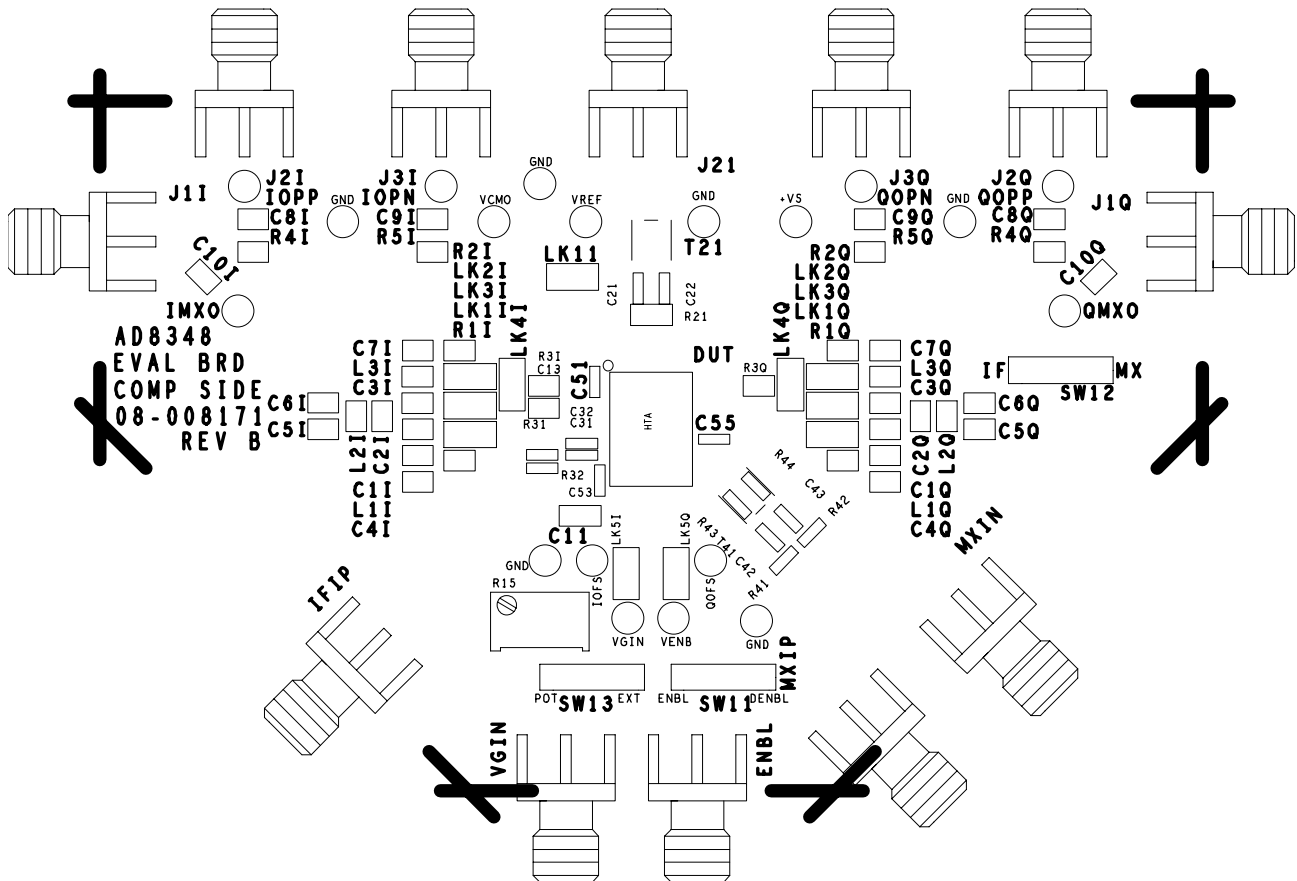 J21
J1I
J2I
IOPP
C8I
R4I
GND
J3I
IOPN
C9I
R5I
GND
VCMO
VREF
GND
T21
+VS
J3Q
QOPN
C9Q
R5Q
GND
J2Q
QOPP
C8Q
R4Q
J1Q
C10I
IMXO
C10Q
QMXO
R2I
LK2I
LK3I
LK1I
R1I
LK4I
LK11
C21
C22
R21
R2Q
LK2Q
LK3Q
LK1Q
R1Q
LK4Q
AD8348
EVAL BRD
COMP SIDE
08-008171
REV B
C7I
L3I
C3I
C6I
C5I
L2I
C2I
C1I
L1I
C4I
R3I
C13
C51
R31
C32
C31
R32
C53
DUT
HTA
C55
R3Q
C7Q
L3Q
C3Q
C6Q
C5Q
C2Q
L2Q
C1Q
L1Q
C4Q
IF
MX
SW12
R44
C43
R42
R43
T41
C42
R41
C11
GND
IOFS
LK5I
LK5Q
QOFS
R15
VGIN
VENB
GND
IFIP
MXIN
MXIP
POT
SW13
EXT
ENBL
SW11
DENBL
VGIN
ENBL